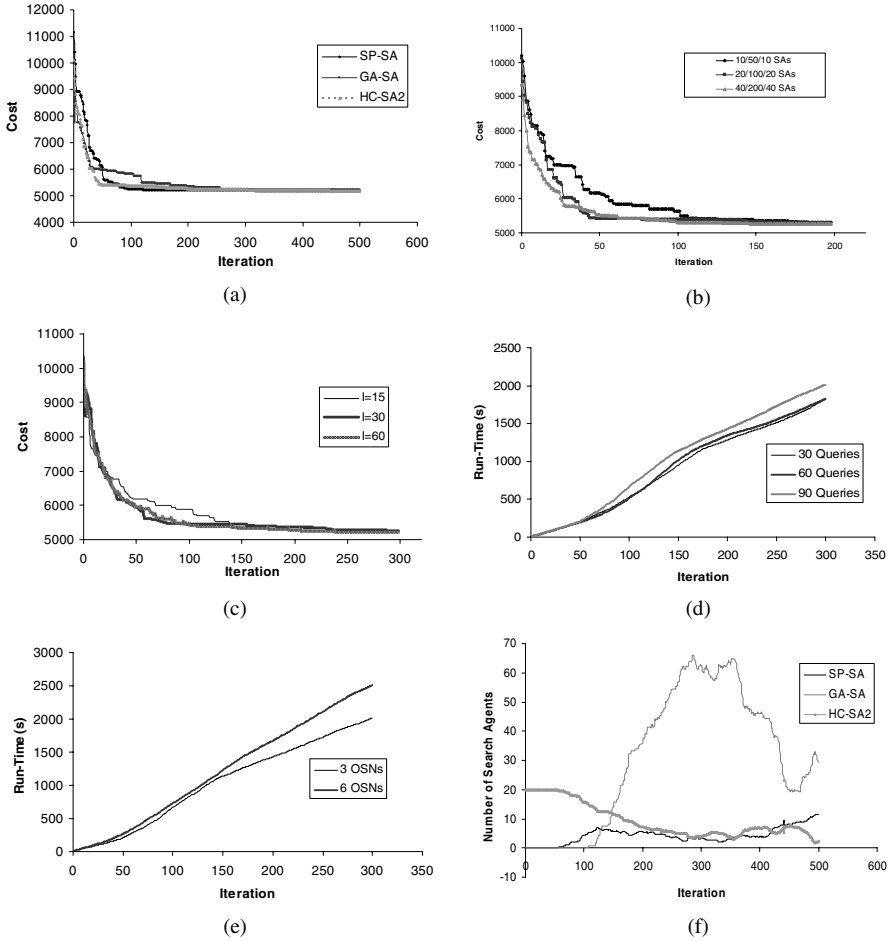 12000
11000
10000
9000
8000
7000
6000
5000
4000
Cost
SP-SA
GA-SA
HC-SA2
0 100 200 300 400 500 600
Iteration
(a)
11000
10000
9000
8000
7000
6000
5000
Cost
10/50/10 SAs
20/100/20 SAs
40/200/40 SAs
0 50 100 150 200
Iteration
(b)
11000
10000
9000
8000
7000
6000
5000
Cost
I=15
I=30
I=60
0 50 100 150 200 250 300
Iteration
(c)
2500
2000
1500
1000
500
0
Run-Time (s)
30 Queries
60 Queries
90 Queries
0 50 100 150 200 250 300 350
Iteration
(d)
3000
2500
2000
1500
1000
500
0
Run-Time (s)
3 OSNs
6 OSNs
0 50 100 150 200 250 300 350
Iteration
(e)
70
60
50
40
30
20
10
0
-10
Number of Search Agents
SP-SA
GA-SA
HC-SA2
0 100 200 300 400 500 600
Iteration
(f)